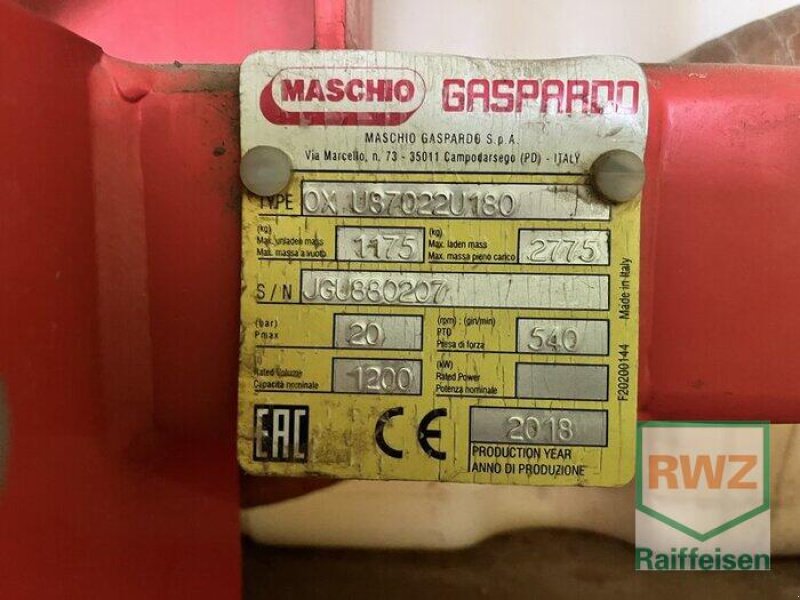 MASCHIO GASPARDO
MASCHIO GASPARDO S.p.A.
Via Marcello, n. 73 - 35011 Campodarsego (PD) - ITALY
TYPE OX U87022U180
(kg) Max. unladen mass Max. massa a vuoto 1175 (kg) Max. laden mass Max. massa pieno carico 2775
S/N JGU880207
(bar) Pmax 20 (rpm) ; (gin/min) PTO Presa di forza 540
Rated Volume Capacità nominale 1200 (kW) Rated Power Potenza nominale
EAC CE 2018
PRODUCTION YEAR
ANNO DI PRODUZIONE
F20200144 Made in Italy
RWZ
Raiffeisen